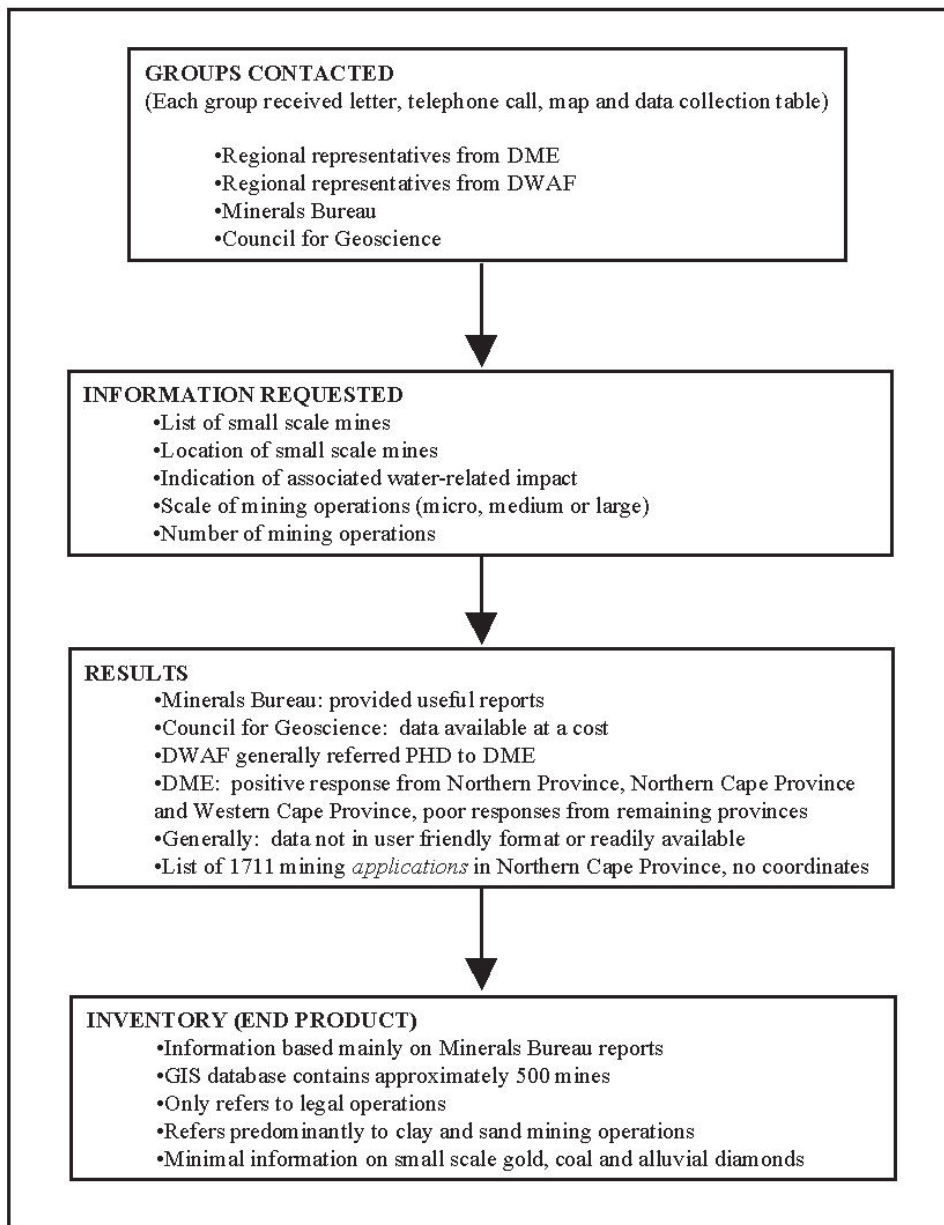 GROUPS CONTACTED
(Each group received letter, telephone call, map and data collection table)
•Regional representatives from DME
•Regional representatives from DWAF
•Minerals Bureau
•Council for Geoscience
INFORMATION REQUESTED
•List of small scale mines
•Location of small scale mines
•Indication of associated water-related impact
•Scale of mining operations (micro, medium or large)
•Number of mining operations
RESULTS
•Minerals Bureau: provided useful reports
•Council for Geoscience:  data available at a cost
•DWAF generally referred PHD to DME
•DME:  positive response from Northern Province, Northern Cape Province
and Western Cape Province, poor responses from remaining provinces
•Generally:  data not in user friendly format or readily available
•List of 1711 mining applications in Northern Cape Province, no coordinates
INVENTORY (END PRODUCT)
•Information based mainly on Minerals Bureau reports
•GIS database contains approximately 500 mines
•Only refers to legal operations
•Refers predominantly to clay and sand mining operations
•Minimal information on small scale gold, coal and alluvial diamonds